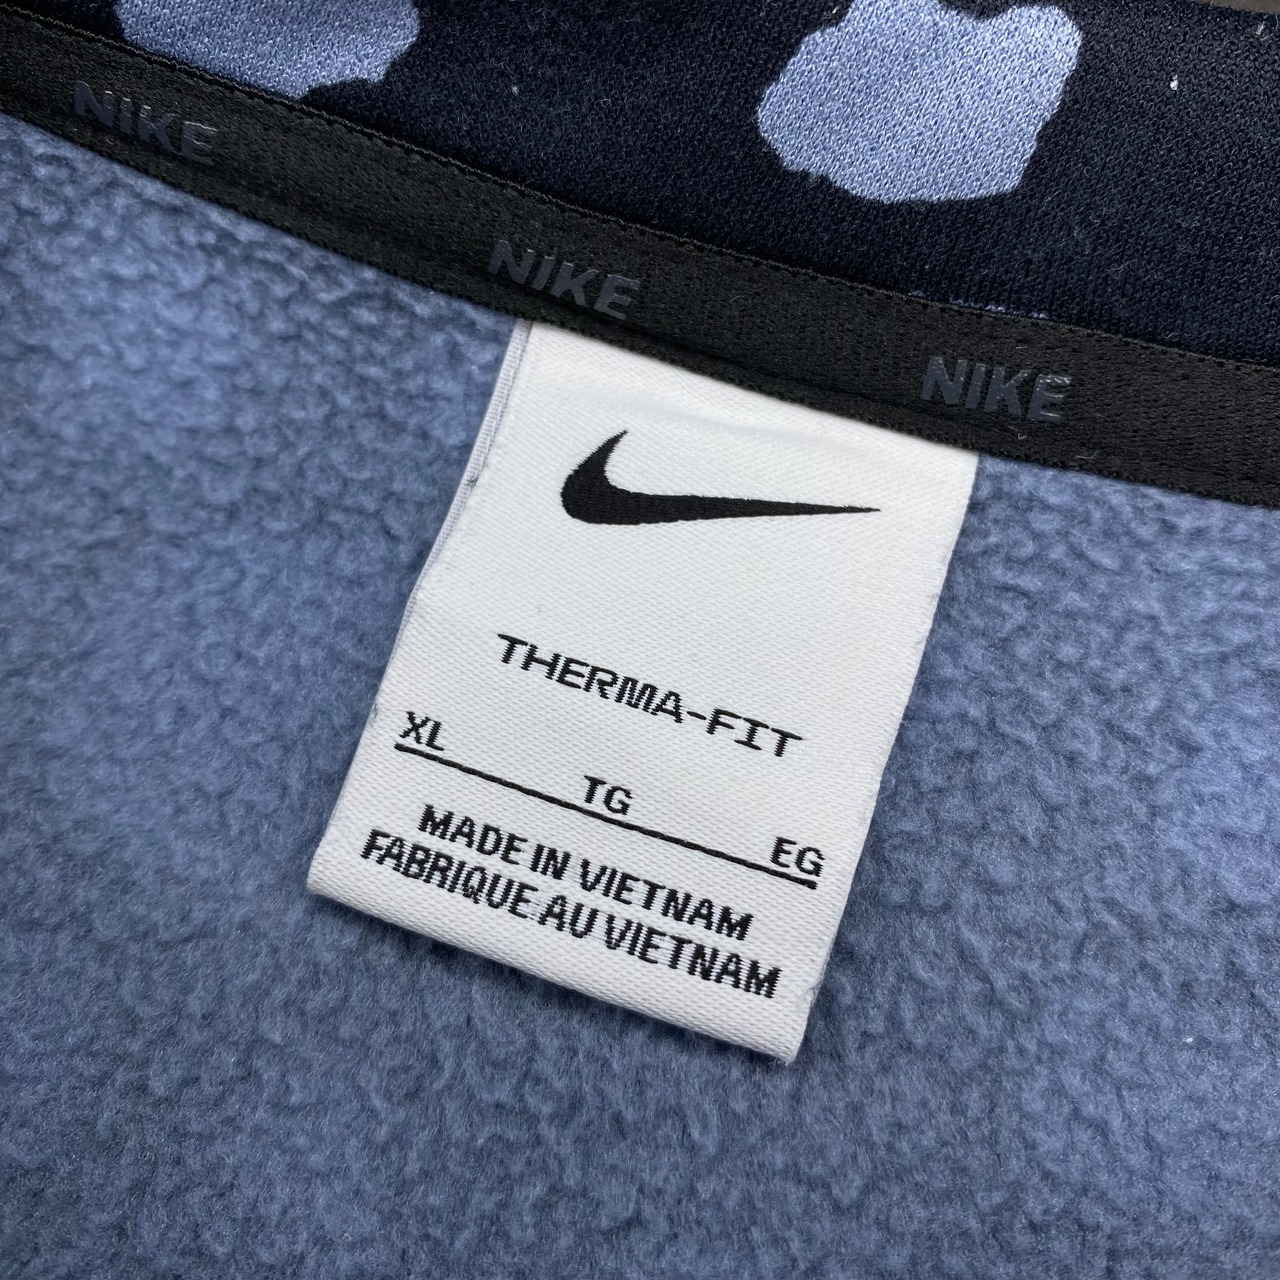 NIKE
NIKE
NIKE
THERMA-FIT
XL TG EG
MADE IN VIETNAM
FABRIQUE AU VIETNAM